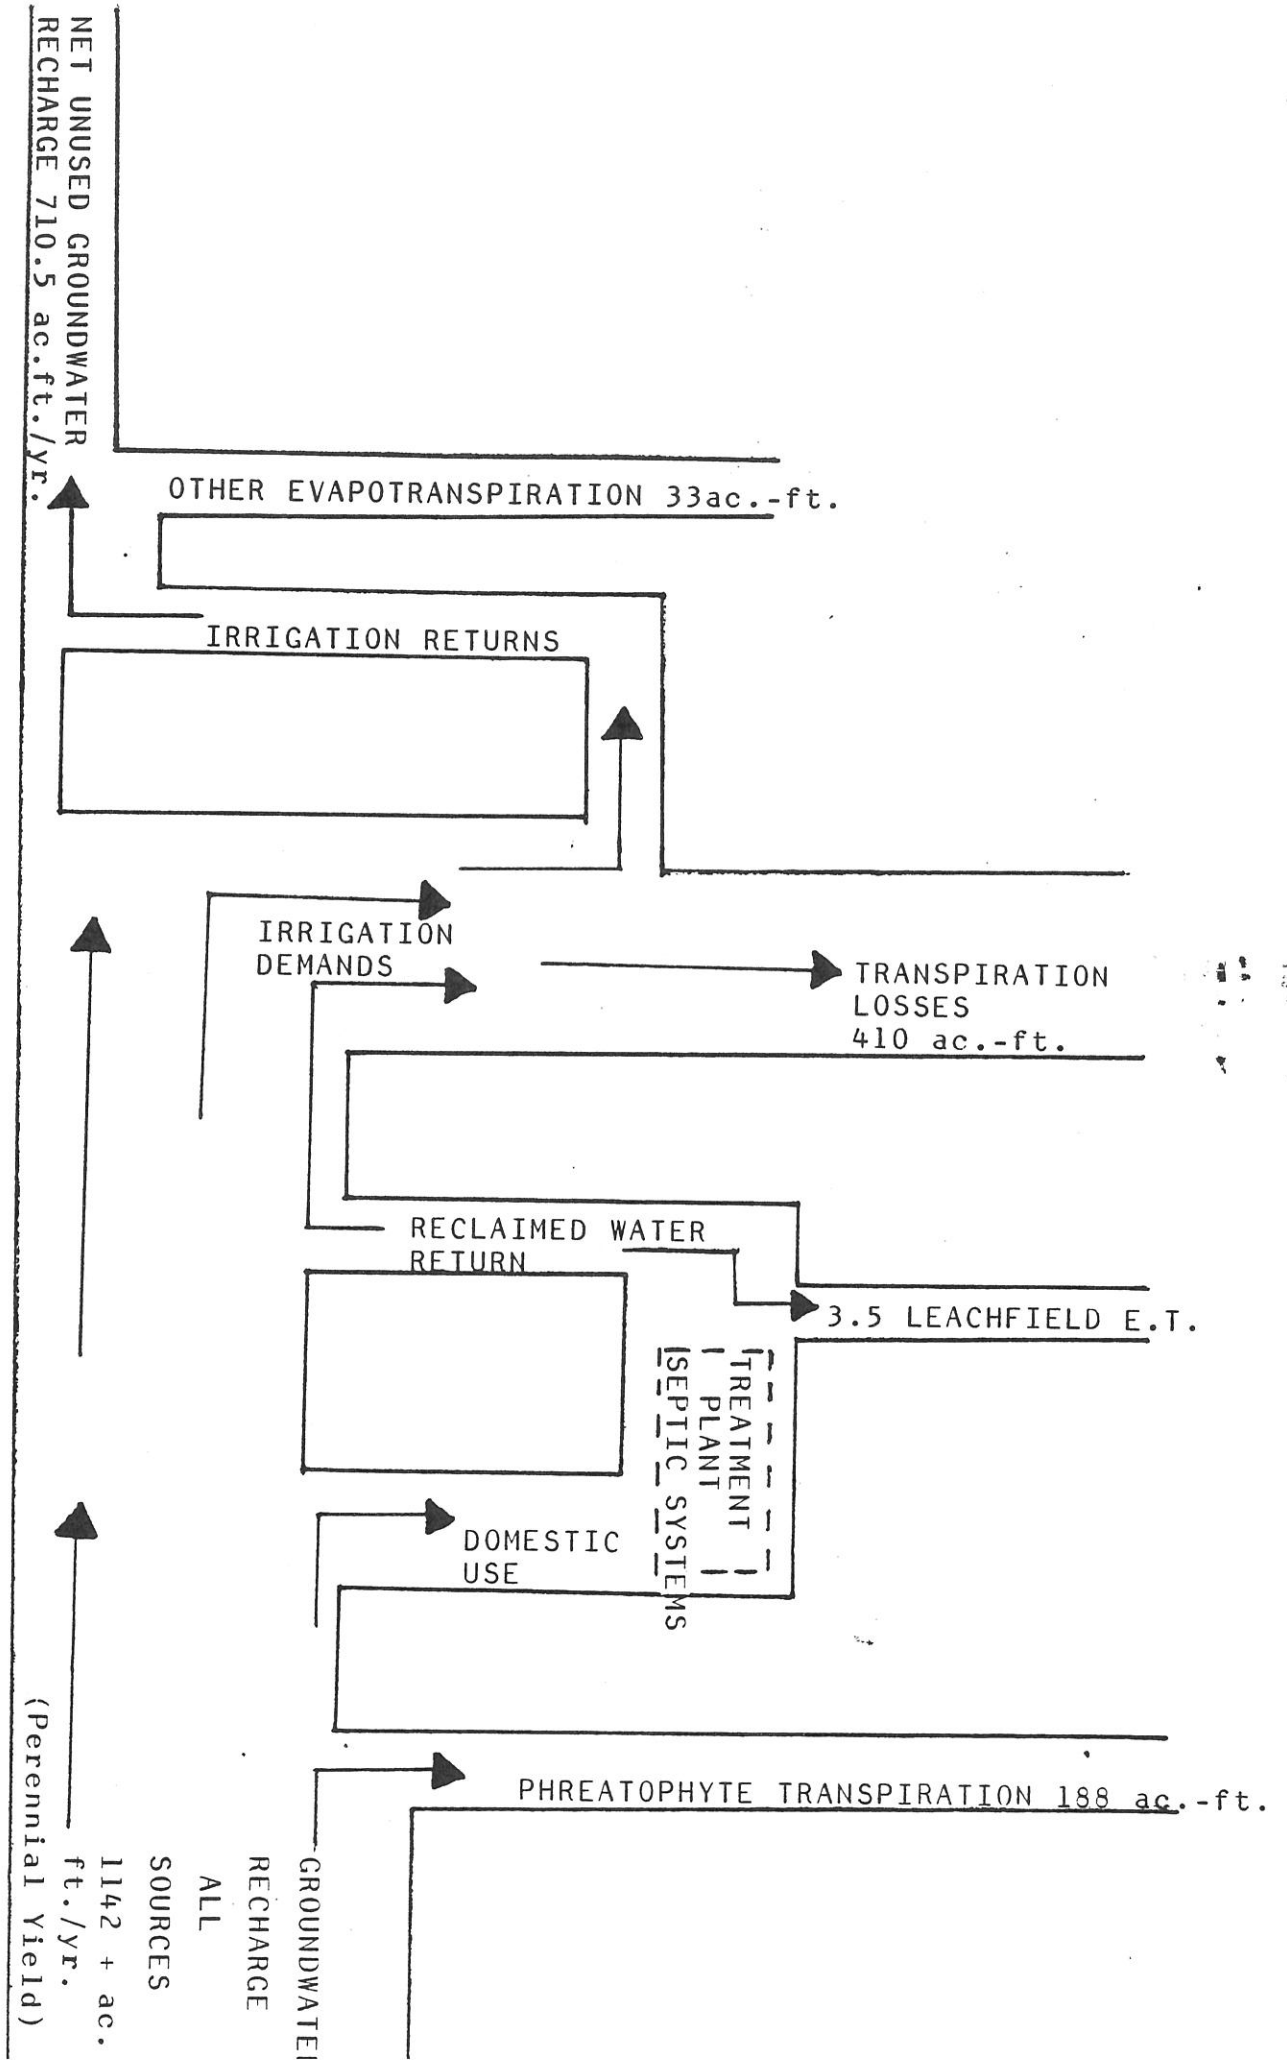 NET UNUSED GROUNDWATER
RECHARGE 710.5 ac.ft./yr.
OTHER EVAPOTRANSPIRATION 33ac.-ft.
IRRIGATION RETURNS
IRRIGATION
DEMANDS
TRANSPIRATION
LOSSES
410 ac.-ft.
RECLAIMED WATER
RETURN
3.5 LEACHFIELD E.T.
TREATMENT
PLANT
SEPTIC SYSTEMS
DOMESTIC
USE
PHREATOPHYTE TRANSPIRATION 188 ac.-ft.
GROUNDWATER
RECHARGE
ALL
SOURCES
1142 + ac.
ft./yr.
(Perennial Yield)